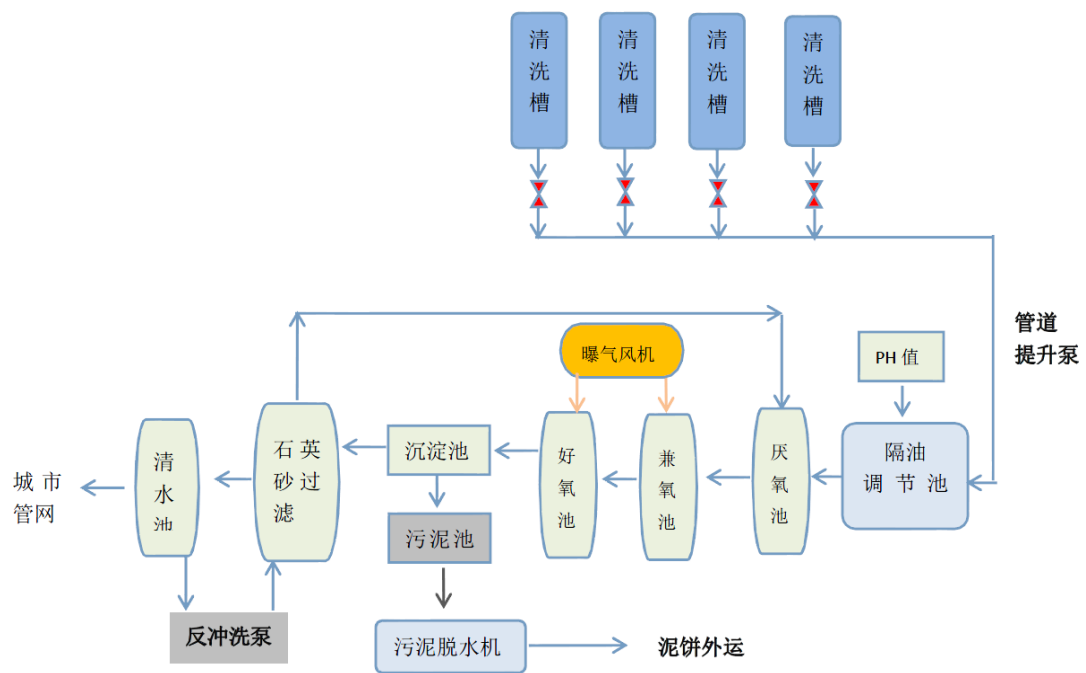 清洗槽
清洗槽
清洗槽
清洗槽
管道
提升泵
曝气风机
PH 值
清水池
石英
砂过
滤
沉淀池
好氧池
兼氧池
厌氧池
隔油
调节池
城市
管网
污泥池
反冲洗泵
污泥脱水机
泥饼外运